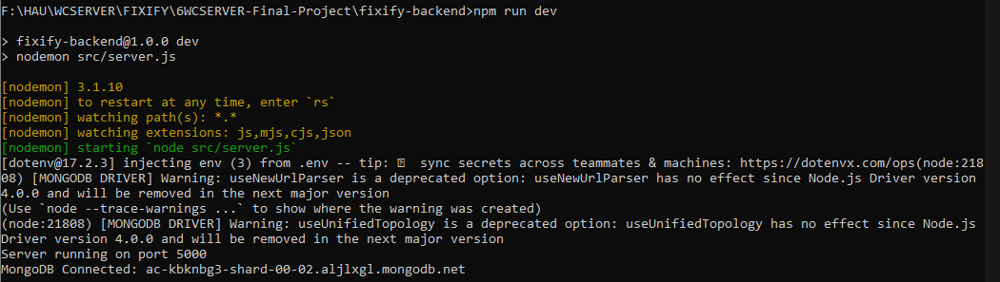 F:\HAU\WCSERVER\FIXIFY\6WCSERVER-Final-Project\fixify-backend>npm run dev
> fixify-backend@1.0.0 dev
> nodemon src/server.js
[nodemon] 3.1.10
[nodemon] to restart at any time, enter `rs`
[nodemon] watching path(s): *.*
[nodemon] watching extensions: js,mjs,cjs,json
[nodemon] starting `node src/server.js`
[dotenv@17.2.3] injecting env (3) from .env -- tip: ⍰  sync secrets across teammates & machines: https://dotenvx.com/ops(node:218
08) [MONGODB DRIVER] Warning: useNewUrlParser is a deprecated option: useNewUrlParser has no effect since Node.js Driver version
4.0.0 and will be removed in the next major version
(Use `node --trace-warnings ...` to show where the warning was created)
(node:21808) [MONGODB DRIVER] Warning: useUnifiedTopology is a deprecated option: useUnifiedTopology has no effect since Node.js
Driver version 4.0.0 and will be removed in the next major version
Server running on port 5000
MongoDB Connected: ac-kbknbg3-shard-00-02.aljlxgl.mongodb.net